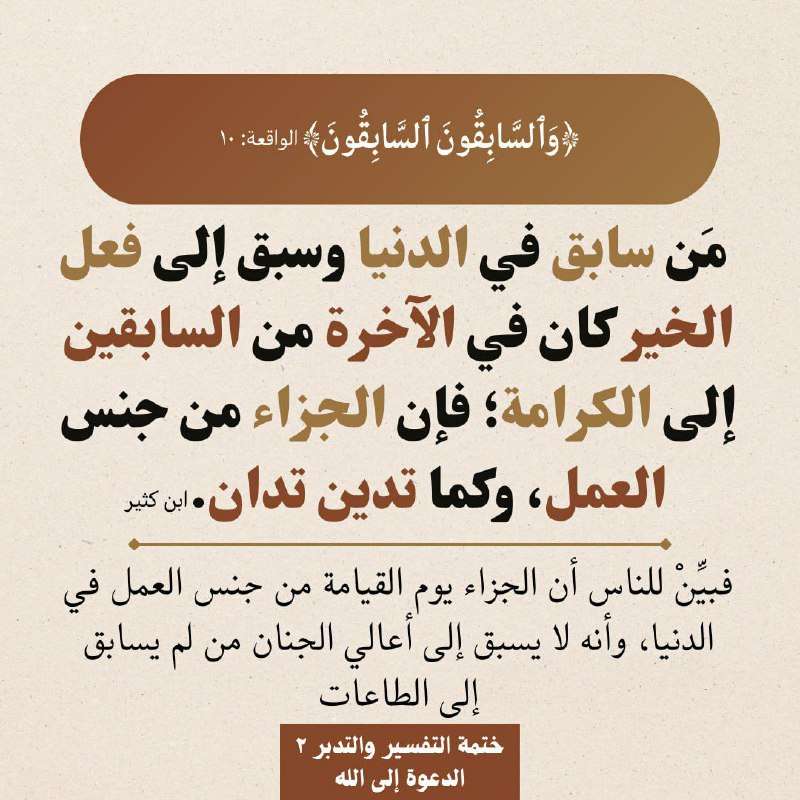 ﴿وَٱلسَّابِقُونَ ٱلسَّابِقُونَ﴾ الواقعة: ١٠
مَن سابق في الدنيا وسبق إلى فعل
الخير كان في الآخرة من السابقين
إلى الكرامة؛ فإن الجزاء من جنس
العمل، وكما تدين تدان. ابن كثير
فبيِّنْ للناس أن الجزاء يوم القيامة من جنس العمل في
الدنيا، وأنه لا يسبق إلى أعالي الجنان من لم يسابق
إلى الطاعات
ختمة التفسير والتدبر ٢
الدعوة إلى الله